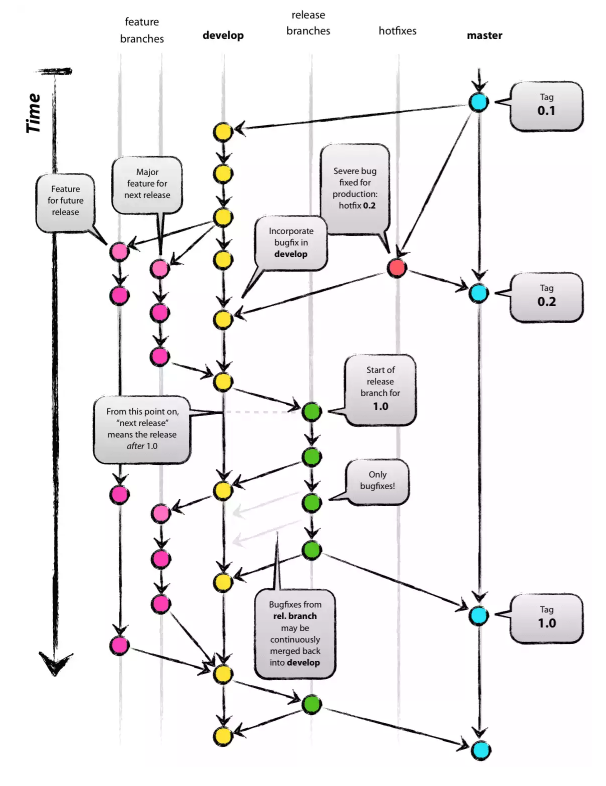 feature
branches
develop
release
branches
hotfixes
master
Time
Tag
0.1
Feature
for future
release
Major
feature for
next release
Severe bug
fixed for
production:
hotfix 0.2
Incorporate
bugfix in
develop
Tag
0.2
Start of
release
branch for
1.0
From this point on,
“next release”
means the release
after 1.0
Only
bugfixes!
Bugfixes from
rel. branch
may be
continuously
merged back
into develop
Tag
1.0